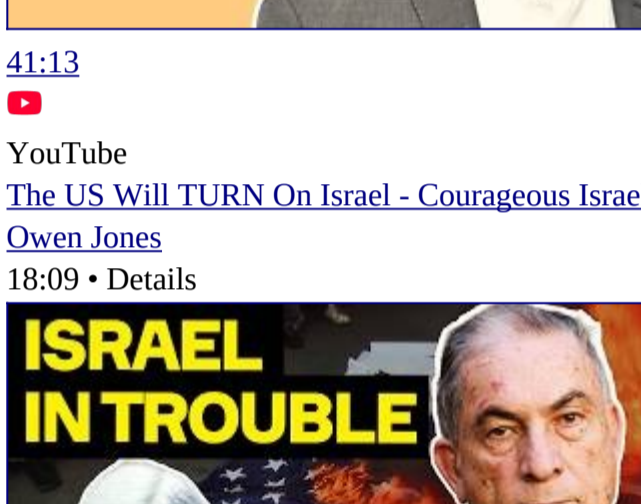 41:13
YouTube
The US Will TURN On Israel - Courageous Israe
Owen Jones
18:09 • Details
ISRAEL
IN TROUBLE